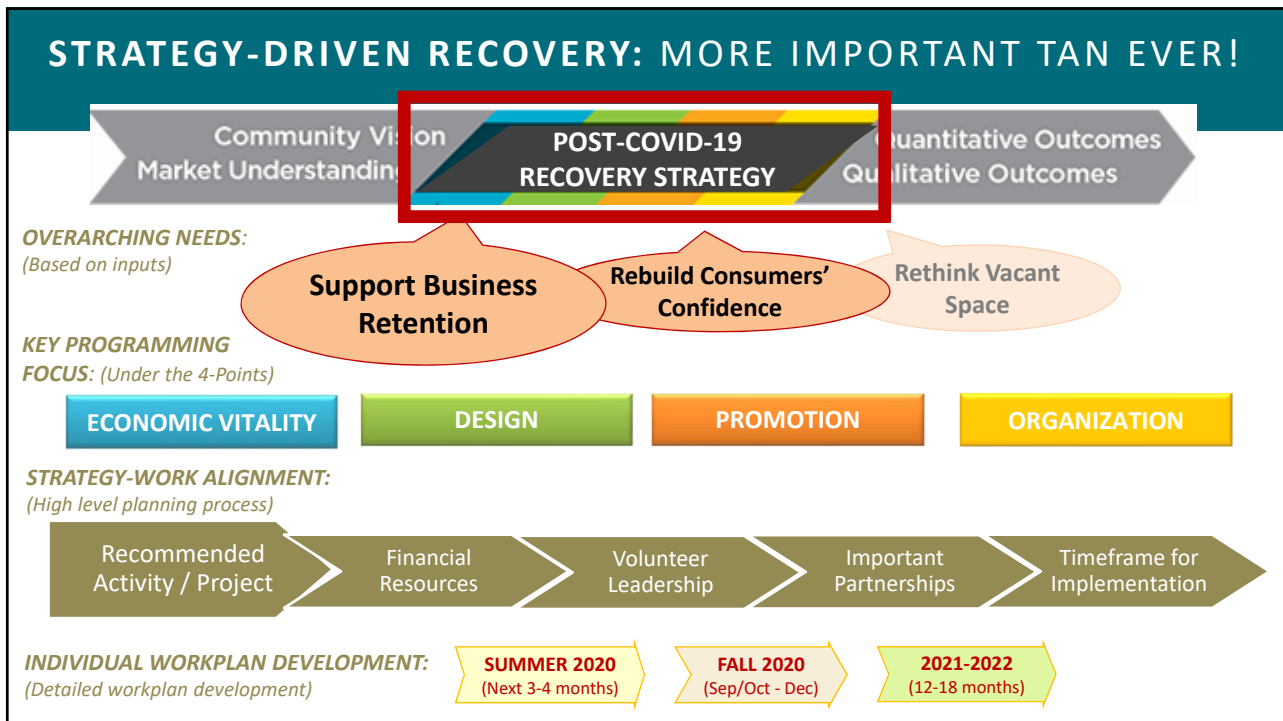 STRATEGY-DRIVEN RECOVERY: MORE IMPORTANT TAN EVER!
Community Vision
Market Understanding
POST-COVID-19
RECOVERY STRATEGY
Quantitative Outcomes
Qualitative Outcomes
OVERARCHING NEEDS:
(Based on inputs)
Support Business
Retention
Rebuild Consumers'
Confidence
Rethink Vacant
Space
KEY PROGRAMMING
FOCUS: (Under the 4-Points)
ECONOMIC VITALITY
DESIGN
PROMOTION
ORGANIZATION
STRATEGY-WORK ALIGNMENT:
(High level planning process)
Recommended
Activity / Project
Financial
Resources
Volunteer
Leadership
Important
Partnerships
Timeframe for
Implementation
INDIVIDUAL WORKPLAN DEVELOPMENT:
(Detailed workplan development)
SUMMER 2020
(Next 3-4 months)
FALL 2020
(Sep/Oct - Dec)
2021-2022
(12-18 months)